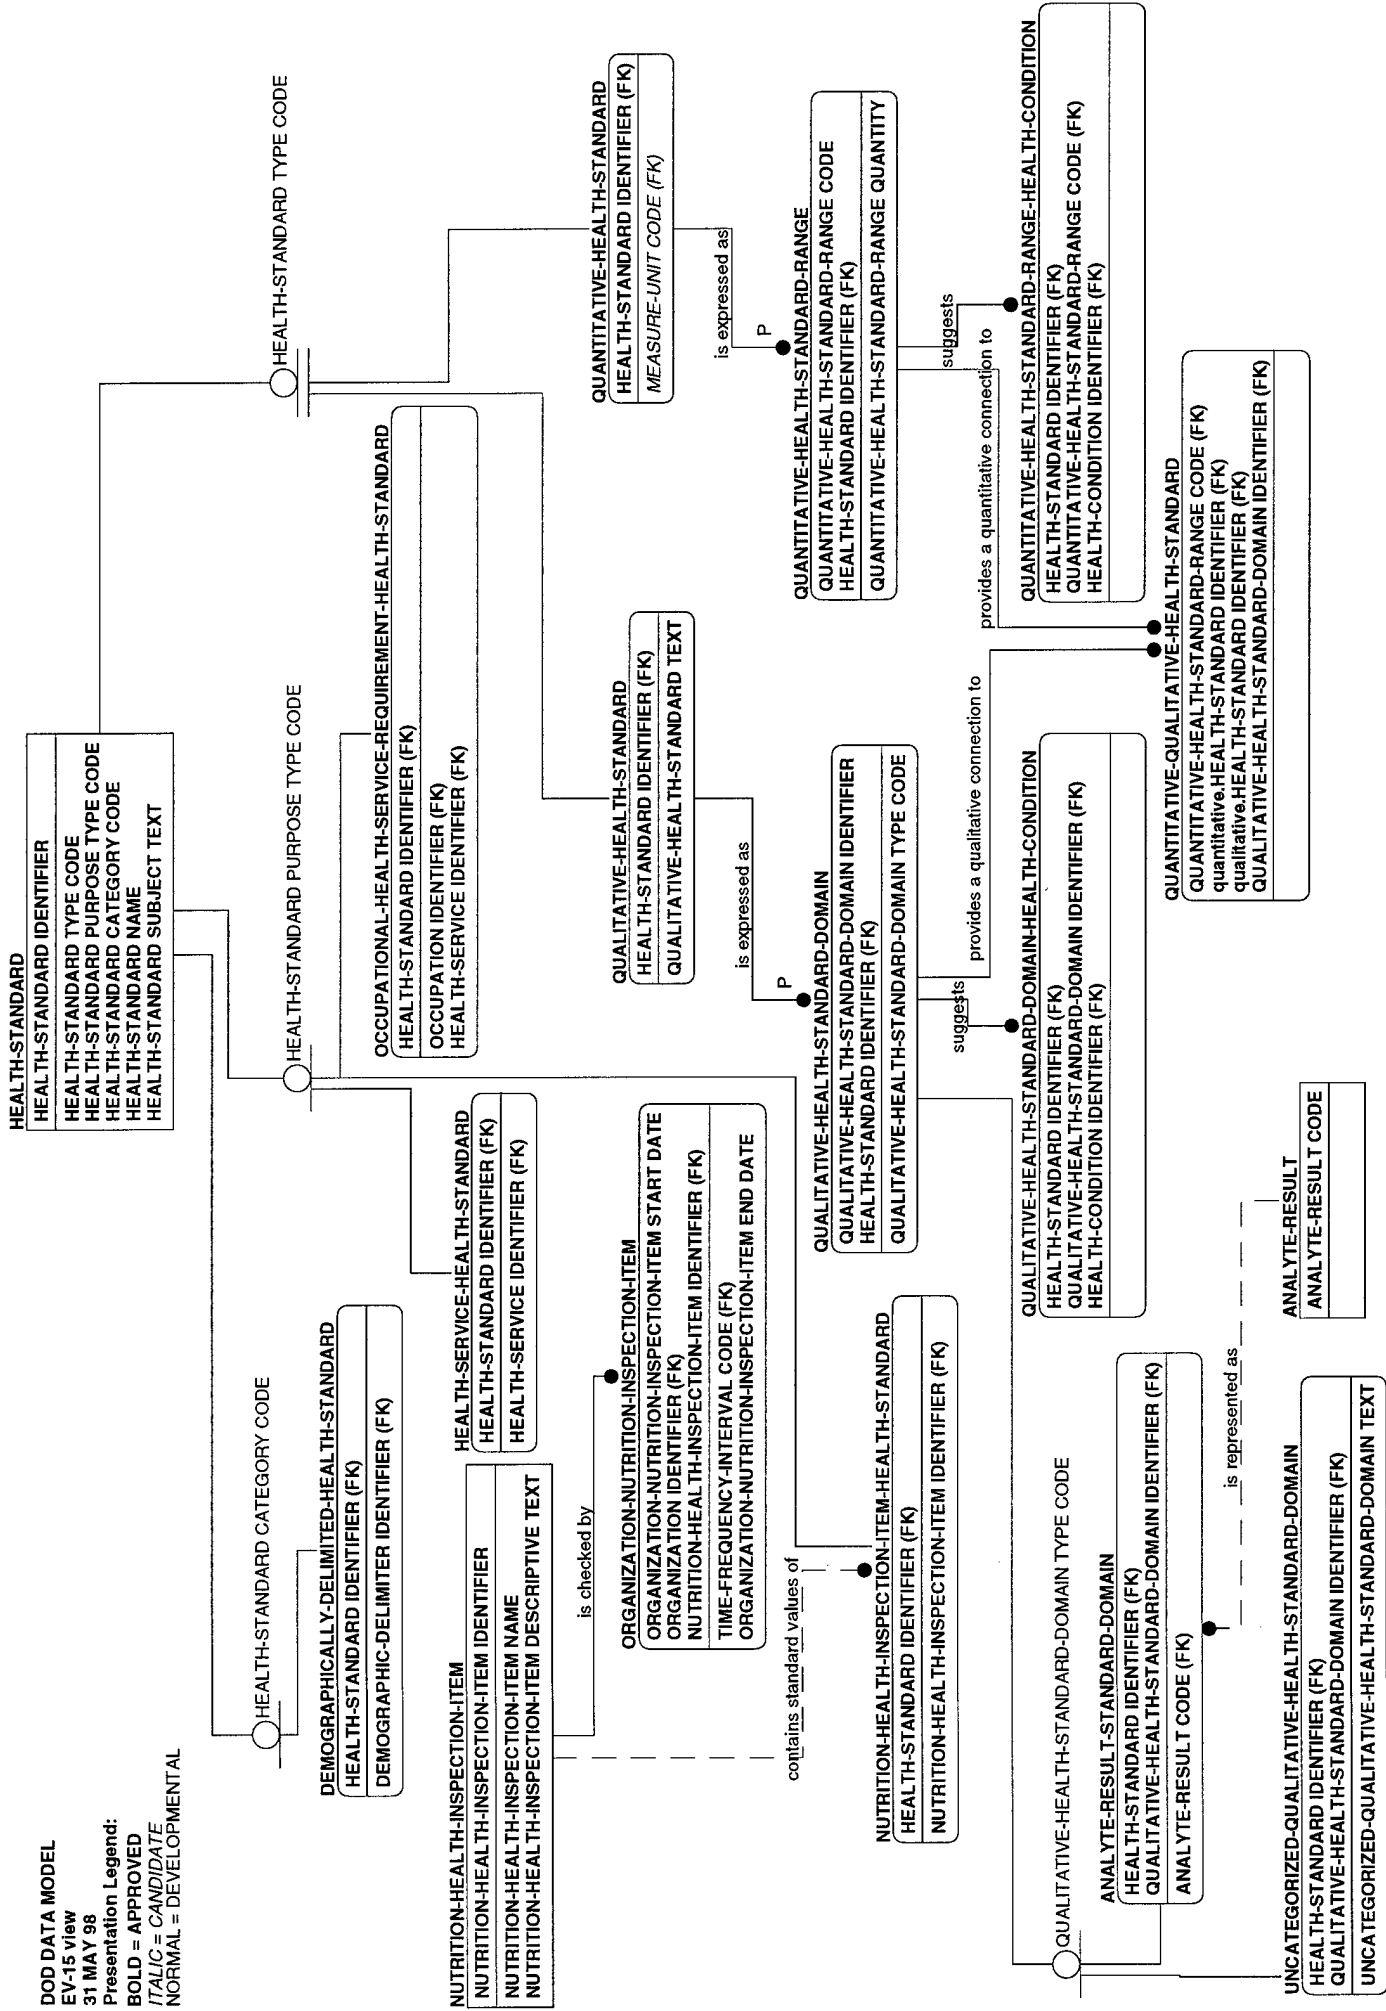 DOD DATA MODEL
EV-15 view
31 MAY 98
Presentation Legend:
BOLD = APPROVED
ITALIC = CANDIDATE
NORMAL = DEVELOPMENTAL
HEALTH-STANDARD
HEALTH-STANDARD IDENTIFIER
HEALTH-STANDARD TYPE CODE
HEALTH-STANDARD PURPOSE TYPE CODE
HEALTH-STANDARD CATEGORY CODE
HEALTH-STANDARD NAME
HEALTH-STANDARD SUBJECT TEXT
HEALTH-STANDARD CATEGORY CODE
HEALTH-STANDARD PURPOSE TYPE CODE
HEALTH-STANDARD TYPE CODE
DEMOGRAPHICALLY-DELIMITED-HEALTH-STANDARD
HEALTH-STANDARD IDENTIFIER (FK)
DEMOGRAPHIC-DELIMITER IDENTIFIER (FK)
OCCUPATIONAL-HEALTH-SERVICE-REQUIREMENT-HEALTH-STANDARD
HEALTH-STANDARD IDENTIFIER (FK)
OCCUPATION IDENTIFIER (FK)
HEALTH-SERVICE IDENTIFIER (FK)
NUTRITION-HEALTH-INSPECTION-ITEM
NUTRITION-HEALTH-INSPECTION-ITEM IDENTIFIER
NUTRITION-HEALTH-INSPECTION-ITEM NAME
NUTRITION-HEALTH-INSPECTION-ITEM DESCRIPTIVE TEXT
HEALTH-SERVICE-HEALTH-STANDARD
HEALTH-STANDARD IDENTIFIER (FK)
HEALTH-SERVICE IDENTIFIER (FK)
QUANTITATIVE-HEALTH-STANDARD
HEALTH-STANDARD IDENTIFIER (FK)
MEASURE-UNIT CODE (FK)
is checked by
ORGANIZATION-NUTRITION-INSPECTION-ITEM
ORGANIZATION-NUTRITION-INSPECTION-ITEM START DATE
ORGANIZATION IDENTIFIER (FK)
NUTRITION-HEALTH-INSPECTION-ITEM IDENTIFIER (FK)
TIME-FREQUENCY-INTERVAL CODE (FK)
ORGANIZATION-NUTRITION-INSPECTION-ITEM END DATE
QUALITATIVE-HEALTH-STANDARD
HEALTH-STANDARD IDENTIFIER (FK)
QUALITATIVE-HEALTH-STANDARD TEXT
is expressed as
P
is expressed as
P
contains standard values of
QUANTITATIVE-HEALTH-STANDARD-RANGE
QUANTITATIVE-HEALTH-STANDARD-RANGE CODE
HEALTH-STANDARD IDENTIFIER (FK)
QUANTITATIVE-HEALTH-STANDARD-RANGE QUANTITY
QUALITATIVE-HEALTH-STANDARD-DOMAIN
QUALITATIVE-HEALTH-STANDARD-DOMAIN IDENTIFIER
HEALTH-STANDARD IDENTIFIER (FK)
QUALITATIVE-HEALTH-STANDARD-DOMAIN TYPE CODE
NUTRITION-HEALTH-INSPECTION-ITEM-HEALTH-STANDARD
HEALTH-STANDARD IDENTIFIER (FK)
NUTRITION-HEALTH-INSPECTION-ITEM IDENTIFIER (FK)
suggests
provides a qualitative connection to
suggests
provides a quantitative connection to
QUALITATIVE-HEALTH-STANDARD-DOMAIN-HEALTH-CONDITION
HEALTH-STANDARD IDENTIFIER (FK)
QUALITATIVE-HEALTH-STANDARD-DOMAIN IDENTIFIER (FK)
HEALTH-CONDITION IDENTIFIER (FK)
QUANTITATIVE-HEALTH-STANDARD-RANGE-HEALTH-CONDITION
HEALTH-STANDARD IDENTIFIER (FK)
QUANTITATIVE-HEALTH-STANDARD-RANGE CODE (FK)
HEALTH-CONDITION IDENTIFIER (FK)
QUALITATIVE-HEALTH-STANDARD-DOMAIN TYPE CODE
ANALYTE-RESULT-STANDARD-DOMAIN
HEALTH-STANDARD IDENTIFIER (FK)
QUALITATIVE-HEALTH-STANDARD-DOMAIN IDENTIFIER (FK)
ANALYTE-RESULT CODE (FK)
is represented as
QUANTITATIVE-QUALITATIVE-HEALTH-STANDARD
QUANTITATIVE-HEALTH-STANDARD-RANGE CODE (FK)
quantitative.HEALTH-STANDARD IDENTIFIER (FK)
qualitative.HEALTH-STANDARD IDENTIFIER (FK)
QUALITATIVE-HEALTH-STANDARD-DOMAIN IDENTIFIER (FK)
UNCATEGORIZED-QUALITATIVE-HEALTH-STANDARD-DOMAIN
HEALTH-STANDARD IDENTIFIER (FK)
QUALITATIVE-HEALTH-STANDARD-DOMAIN IDENTIFIER (FK)
UNCATEGORIZED-QUALITATIVE-HEALTH-STANDARD-DOMAIN TEXT
ANALYTE-RESULT
ANALYTE-RESULT CODE